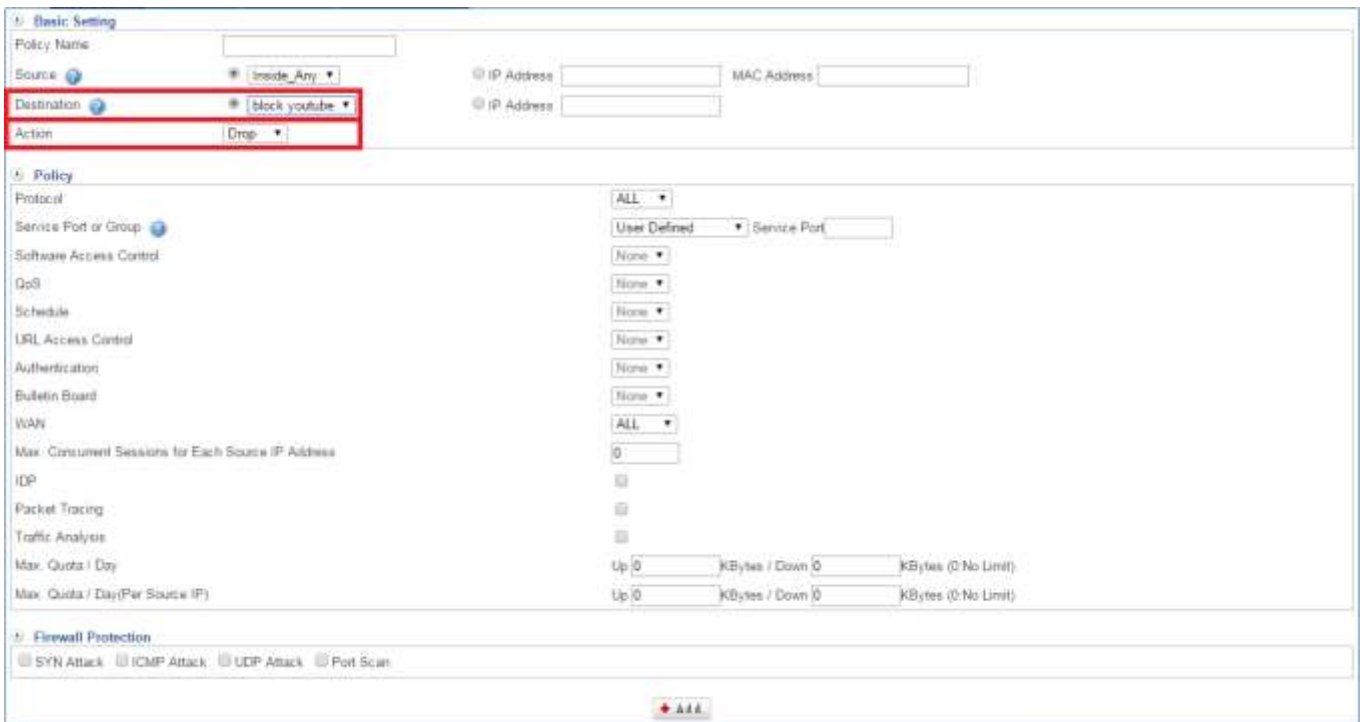 Basic Setting
Policy Name
Source Inside_Any IP Address MAC Address
Destination block youtube IP Address
Action Drop
Policy
Protocol ALL
Service Port or Group User Defined Service Port
Software Access Control None
QoS None
Schedule None
URL Access Control None
Authentication None
Bulletin Board None
WAN ALL
Max. Concurrent Sessions for Each Source IP Address 0
IDP
Packet Tracing
Traffic Analysis
Max. Quota / Day Up 0 KBytes / Down 0 KBytes (0:No Limit)
Max. Quota / Day(Per Source IP) Up 0 KBytes / Down 0 KBytes (0:No Limit)
Firewall Protection
SYN Attack ICMP Attack UDP Attack Port Scan
Add